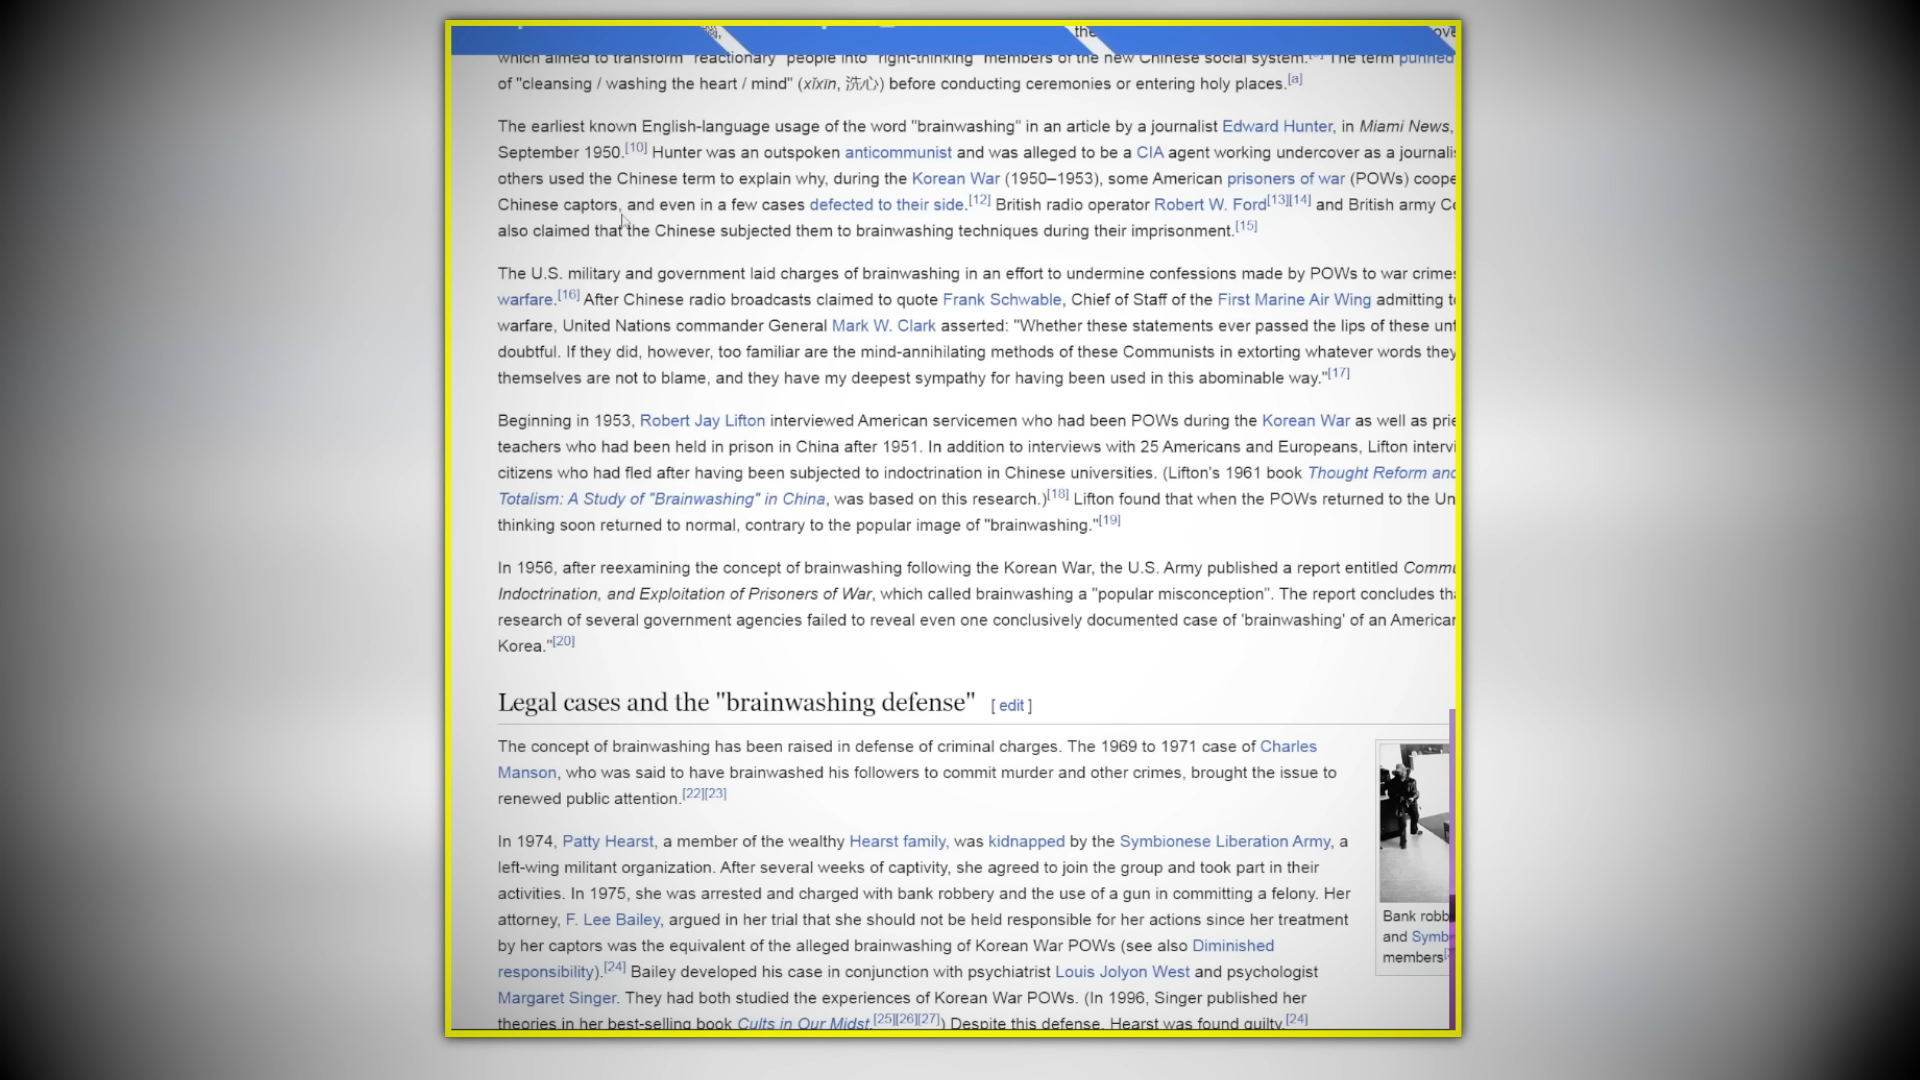 the
which aimed to transform "reactionary" people into "right-thinking" members of the new Chinese social system. The term punned
of "cleansing / washing the heart / mind" (xǐxīn, 洗心) before conducting ceremonies or entering holy places.[a]
The earliest known English-language usage of the word "brainwashing" in an article by a journalist Edward Hunter, in Miami News,
September 1950.[10] Hunter was an outspoken anticommunist and was alleged to be a CIA agent working undercover as a journali
others used the Chinese term to explain why, during the Korean War (1950–1953), some American prisoners of war (POWs) coope
Chinese captors, and even in a few cases defected to their side.[12] British radio operator Robert W. Ford[13][14] and British army C
also claimed that the Chinese subjected them to brainwashing techniques during their imprisonment.[15]
The U.S. military and government laid charges of brainwashing in an effort to undermine confessions made by POWs to war crimes
warfare.[16] After Chinese radio broadcasts claimed to quote Frank Schwable, Chief of Staff of the First Marine Air Wing admitting t
warfare, United Nations commander General Mark W. Clark asserted: "Whether these statements ever passed the lips of these unf
doubtful. If they did, however, too familiar are the mind-annihilating methods of these Communists in extorting whatever words they
themselves are not to blame, and they have my deepest sympathy for having been used in this abominable way."[17]
Beginning in 1953, Robert Jay Lifton interviewed American servicemen who had been POWs during the Korean War as well as prie
teachers who had been held in prison in China after 1951. In addition to interviews with 25 Americans and Europeans, Lifton intervi
citizens who had fled after having been subjected to indoctrination in Chinese universities. (Lifton's 1961 book Thought Reform and
Totalism: A Study of "Brainwashing" in China, was based on this research.)[18] Lifton found that when the POWs returned to the Un
thinking soon returned to normal, contrary to the popular image of "brainwashing."[19]
In 1956, after reexamining the concept of brainwashing following the Korean War, the U.S. Army published a report entitled Commu
Indoctrination, and Exploitation of Prisoners of War, which called brainwashing a "popular misconception". The report concludes tha
research of several government agencies failed to reveal even one conclusively documented case of 'brainwashing' of an American
Korea."[20]
Legal cases and the "brainwashing defense" [ edit ]
The concept of brainwashing has been raised in defense of criminal charges. The 1969 to 1971 case of Charles
Manson, who was said to have brainwashed his followers to commit murder and other crimes, brought the issue to
renewed public attention.[22][23]
In 1974, Patty Hearst, a member of the wealthy Hearst family, was kidnapped by the Symbionese Liberation Army, a
left-wing militant organization. After several weeks of captivity, she agreed to join the group and took part in their
activities. In 1975, she was arrested and charged with bank robbery and the use of a gun in committing a felony. Her
attorney, F. Lee Bailey, argued in her trial that she should not be held responsible for her actions since her treatment
by her captors was the equivalent of the alleged brainwashing of Korean War POWs (see also Diminished
responsibility).[24] Bailey developed his case in conjunction with psychiatrist Louis Jolyon West and psychologist
Margaret Singer. They had both studied the experiences of Korean War POWs. (In 1996, Singer published her
theories in her best-selling book Cults in Our Midst.[25][26][27]) Despite this defense, Hearst was found guilty.[24]
Bank robb
and Symb
members